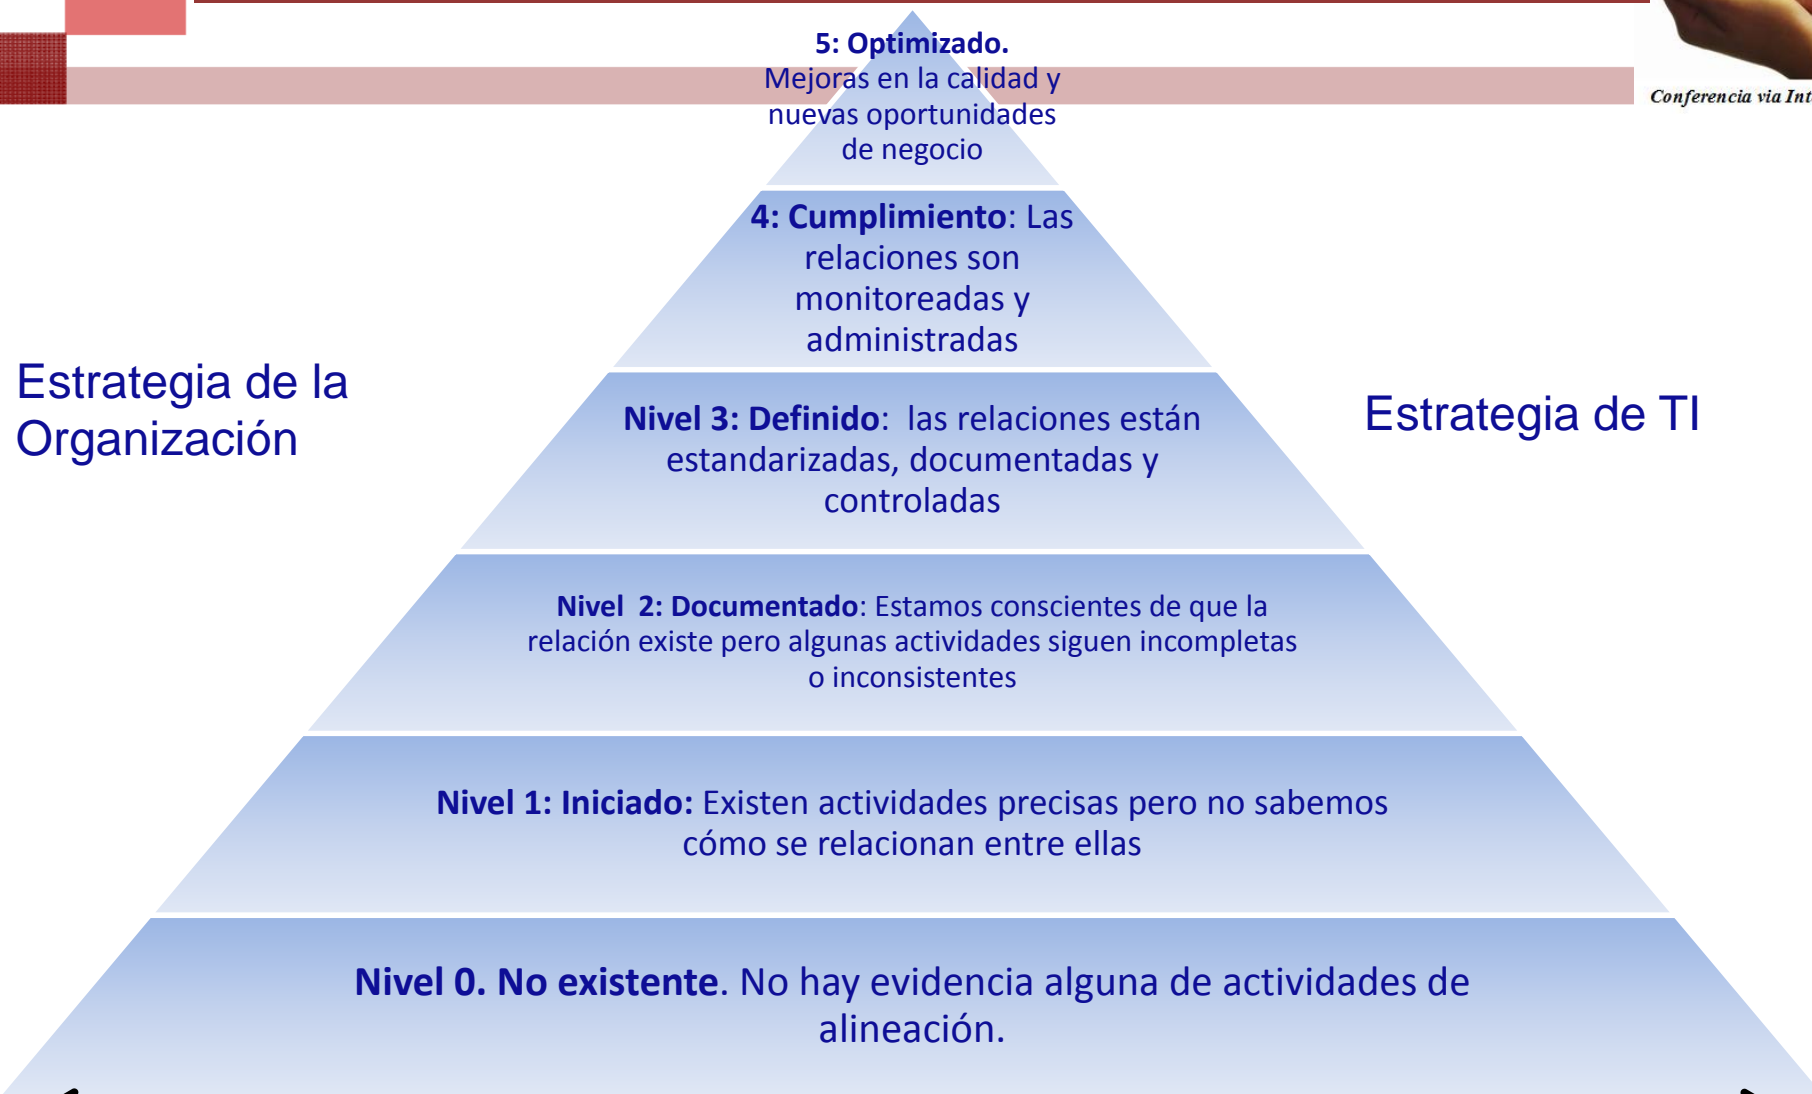 5: Optimizado.
Mejoras en la calidad y
nuevas oportunidades
de negocio
Conferencia via
4: Cumplimiento: Las
relaciones son
monitoreadas y
administradas
Estrategia de la
Organización
Nivel 3: Definido: las relaciones están
estandarizadas, documentadas y
controladas
Estrategia de TI
Nivel 2: Documentado: Estamos conscientes de que la
relación existe pero algunas actividades siguen incompletas
o inconsistentes
Nivel 1: Iniciado: Existen actividades precisas pero no sabemos
cómo se relacionan entre ellas
Nivel 0. No existente. No hay evidencia alguna de actividades de
alineación.